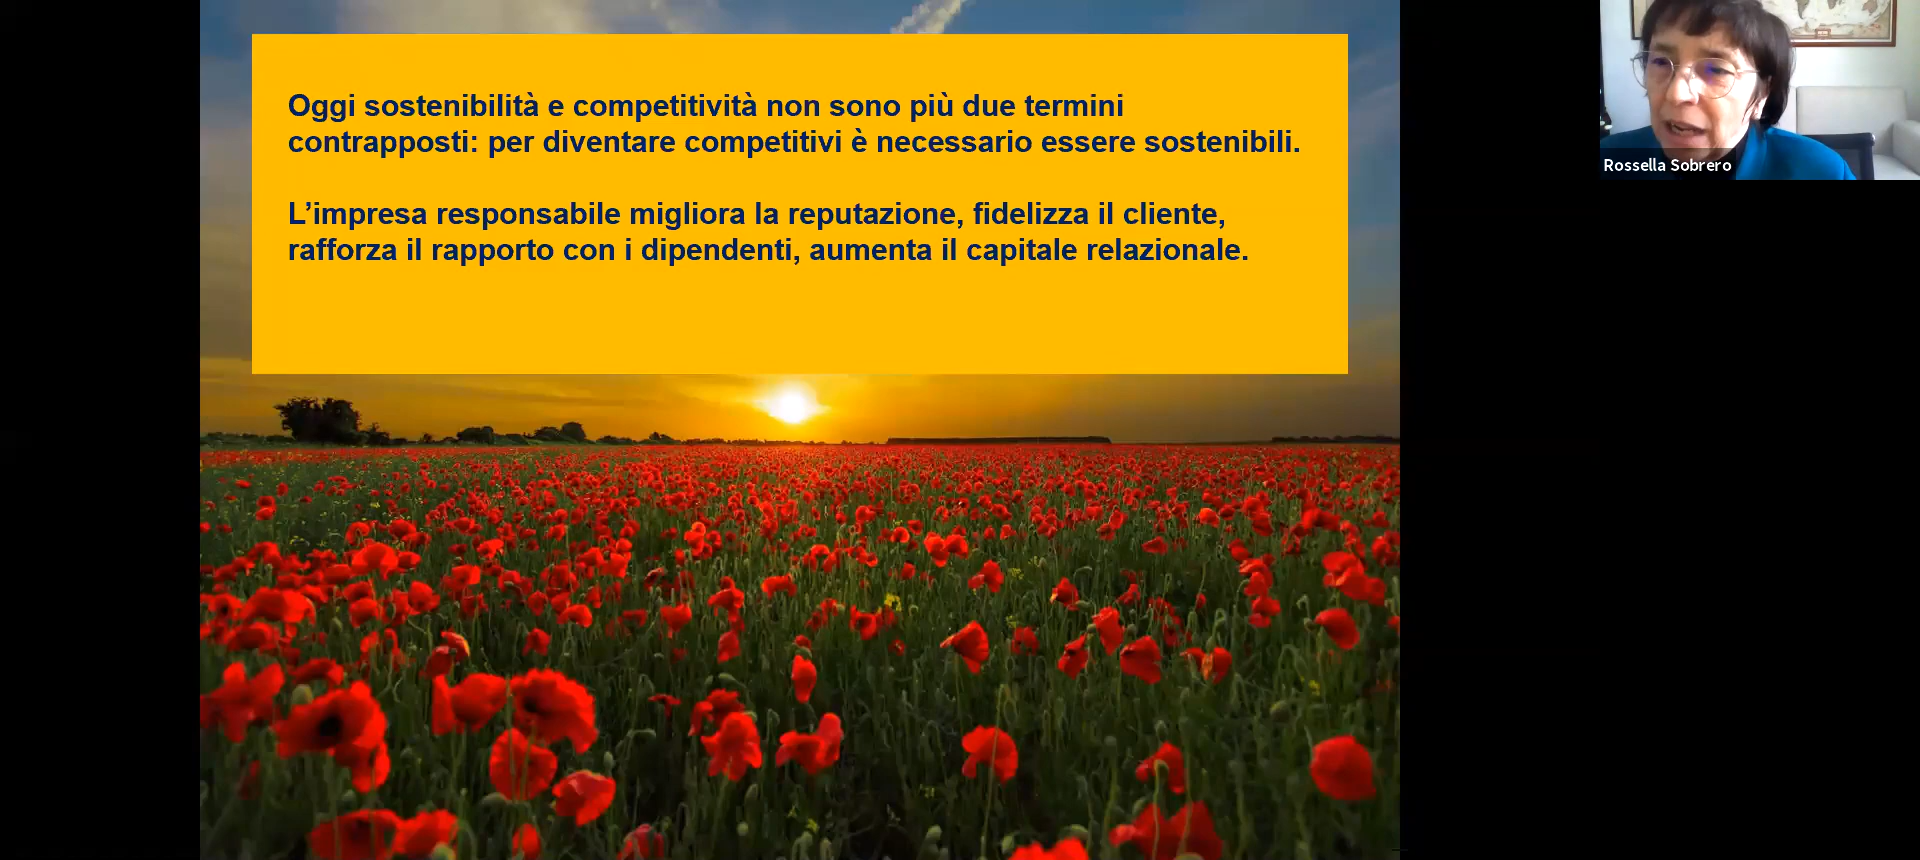 Oggi sostenibilità e competitività non sono più due termini
contrapposti: per diventare competitivi è necessario essere sostenibili.
L’impresa responsabile migliora la reputazione, fidelizza il cliente,
rafforza il rapporto con i dipendenti, aumenta il capitale relazionale.
Rossella Sobrero